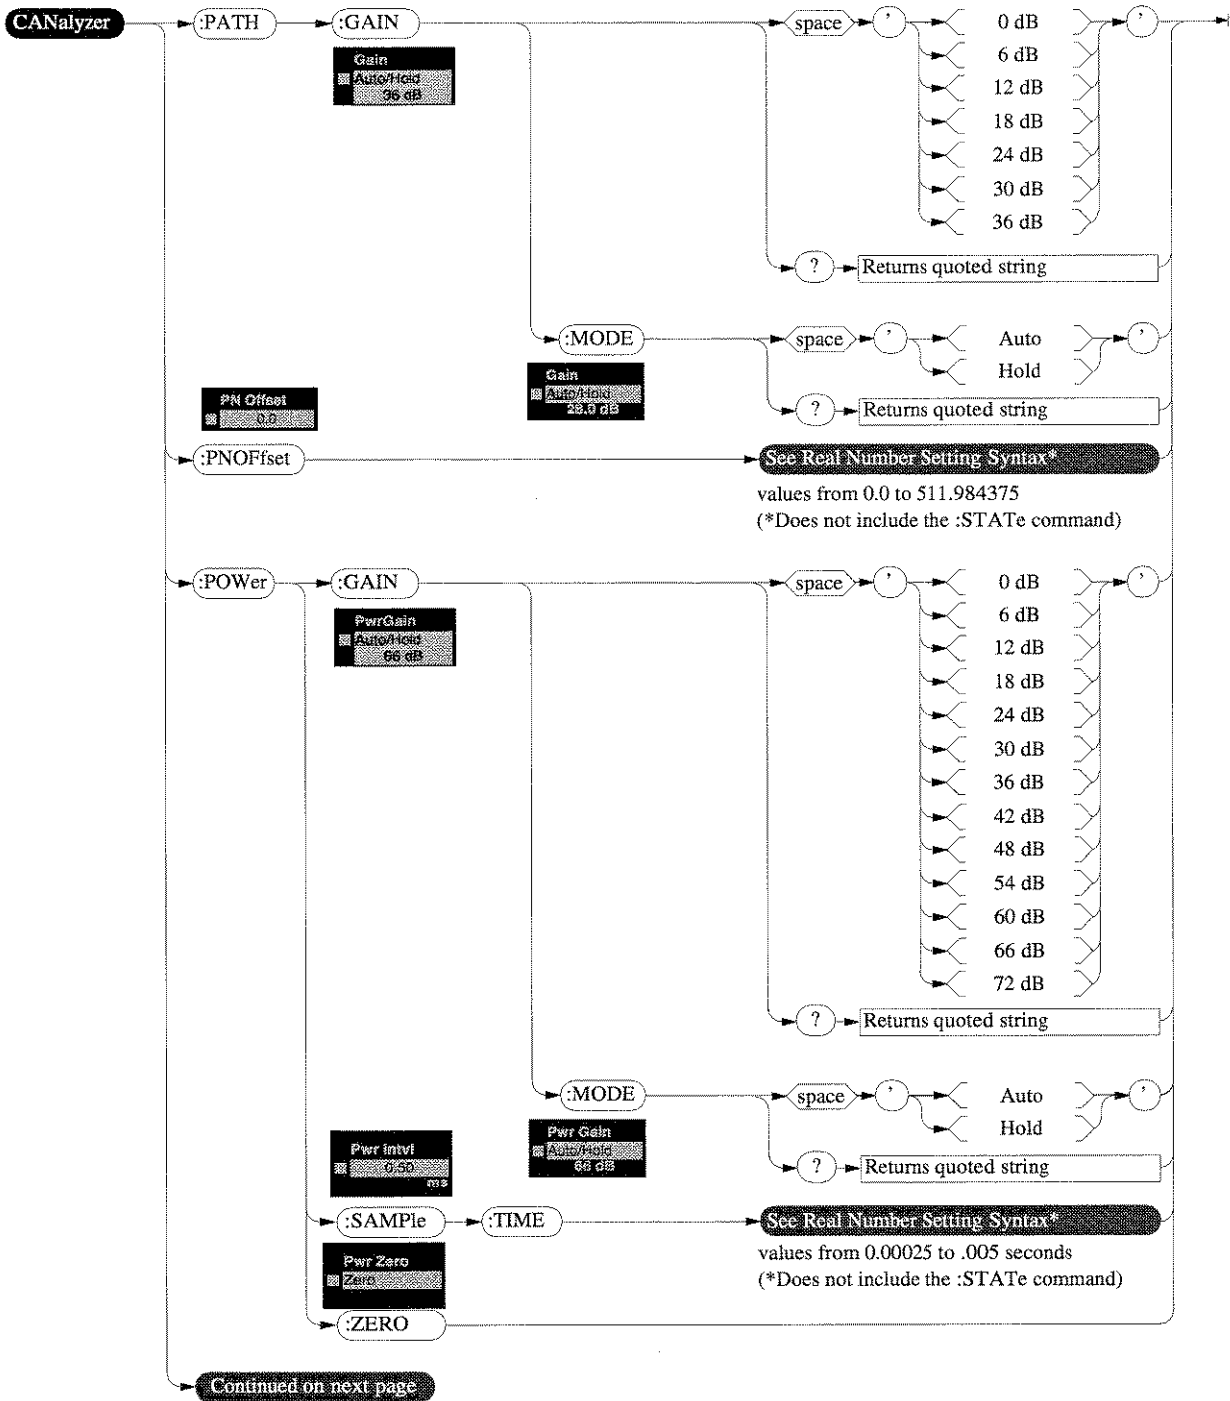 CANalyzer :PATH :GAIN space ' 0 dB '
6 dB
12 dB
18 dB
24 dB
30 dB
36 dB
Gain
Auto/Hold
36 dB
? Returns quoted string
:MODE space ' Auto '
Hold
Gain
Auto/Hold
28.0 dB
? Returns quoted string
PN Offset
0.0
:PNOFfset See Real Number Setting Syntax*
values from 0.0 to 511.984375
(*Does not include the :STATe command)
:POWer :GAIN space ' 0 dB '
6 dB
12 dB
18 dB
24 dB
30 dB
36 dB
42 dB
48 dB
54 dB
60 dB
66 dB
72 dB
PwrGain
Auto/Hold
66 dB
? Returns quoted string
:MODE space ' Auto '
Hold
Pwr Gain
Auto/Hold
66 dB
? Returns quoted string
Pwr Intvl
0.50
ms
:SAMPle :TIME See Real Number Setting Syntax*
values from 0.00025 to .005 seconds
(*Does not include the :STATe command)
Pwr Zero
Zero
:ZERO
Continued on next page